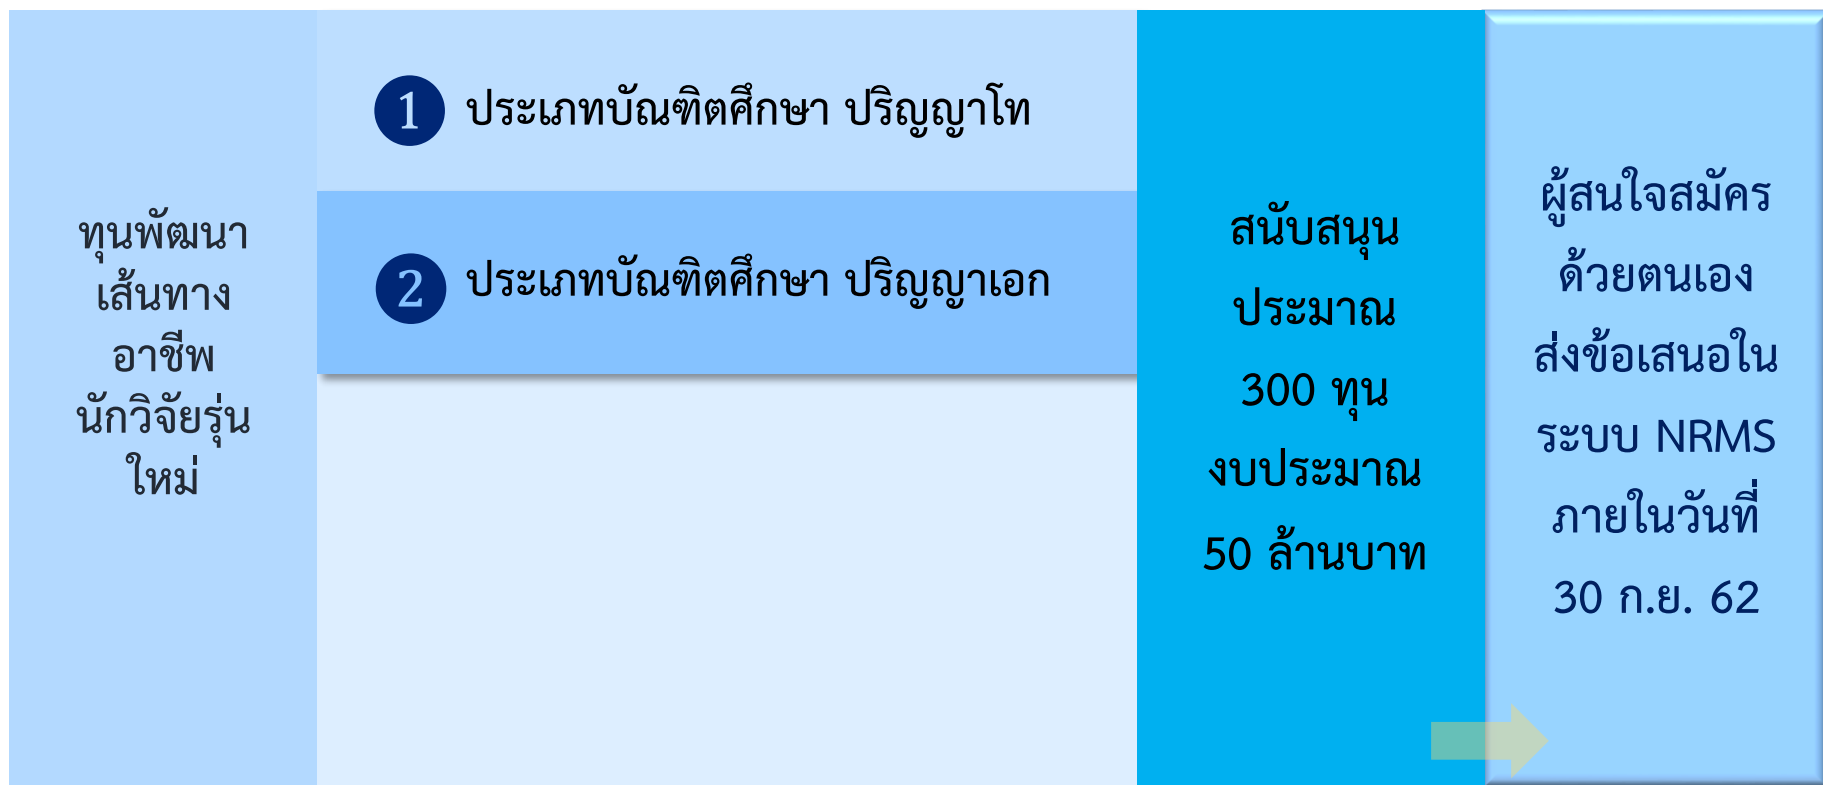 ทุนพัฒนา
เส้นทาง
อาชีพ
นักวิจัยรุ่น
ใหม่
1 ประเภทบัณฑิตศึกษา ปริญญาโท
2 ประเภทบัณฑิตศึกษา ปริญญาเอก
สนับสนุน
ประมาณ
300 ทุน
งบประมาณ
50 ล้านบาท
ผู้สนใจสมัคร
ด้วยตนเอง
ส่งข้อเสนอใน
ระบบ NRMS
ภายในวันที่
30 ก.ย. 62